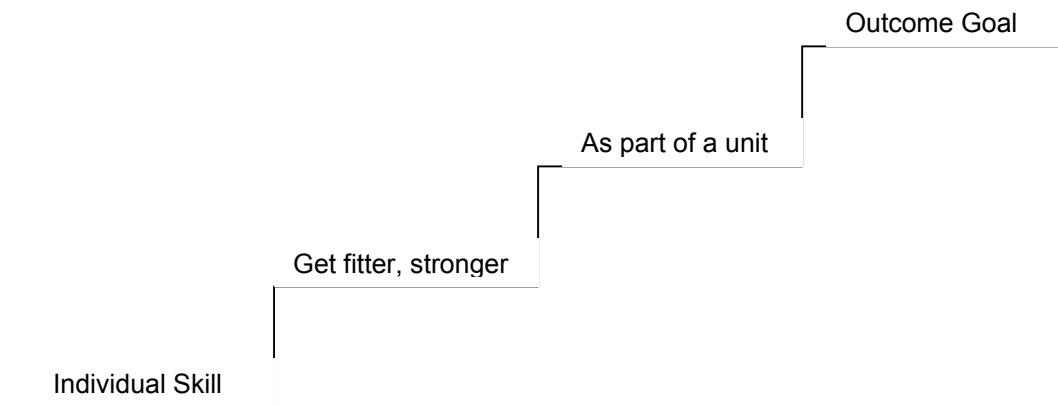 Outcome Goal
As part of a unit
Get fitter, stronger
Individual Skill